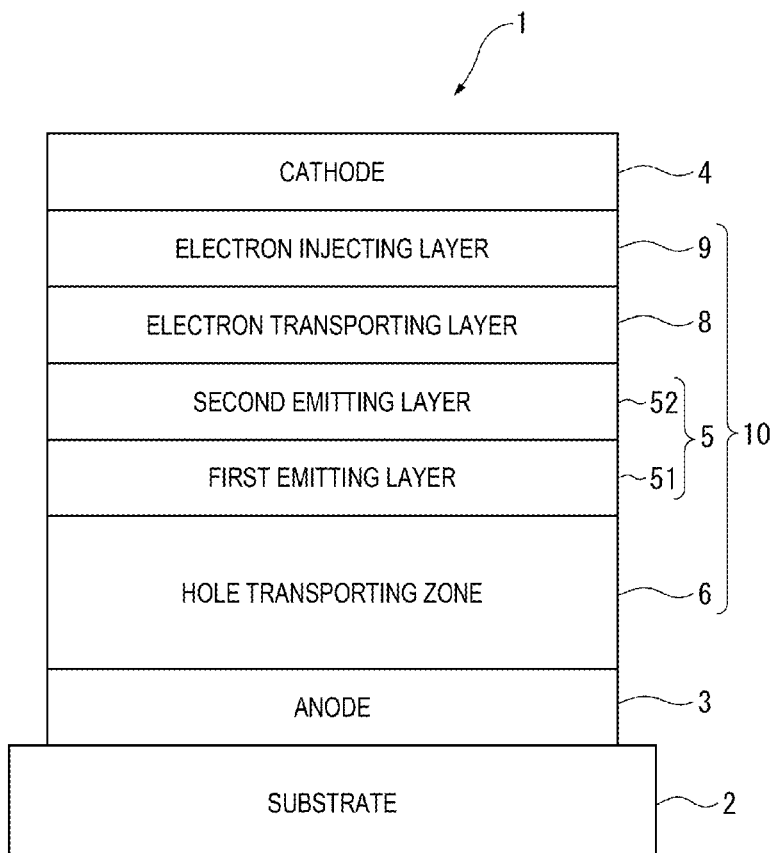 1
CATHODE 4
ELECTRON INJECTING LAYER 9
ELECTRON TRANSPORTING LAYER 8
SECOND EMITTING LAYER 52
5 10
FIRST EMITTING LAYER 51
HOLE TRANSPORTING ZONE 6
ANODE 3
SUBSTRATE 2